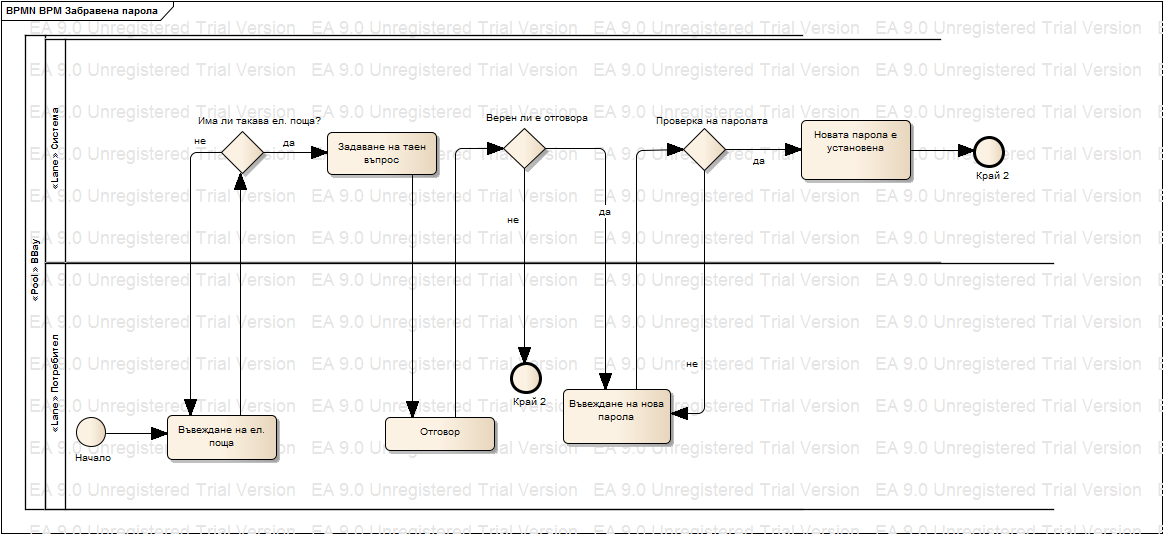 BPMN BPM Забравена парола
EA 9.0 Unregistered Trial Version
«Pool» BBay
«Lane» Система
«Lane» Потребител
Има ли такава ел. поща?
не
да
Задаване на таен
въпрос
Верен ли е отговора
не
да
Проверка на паролата
да
не
Новата парола е
установена
Край 2
Начало
Въвеждане на ел.
поща
Отговор
Край 2
Въвеждане на нова
парола